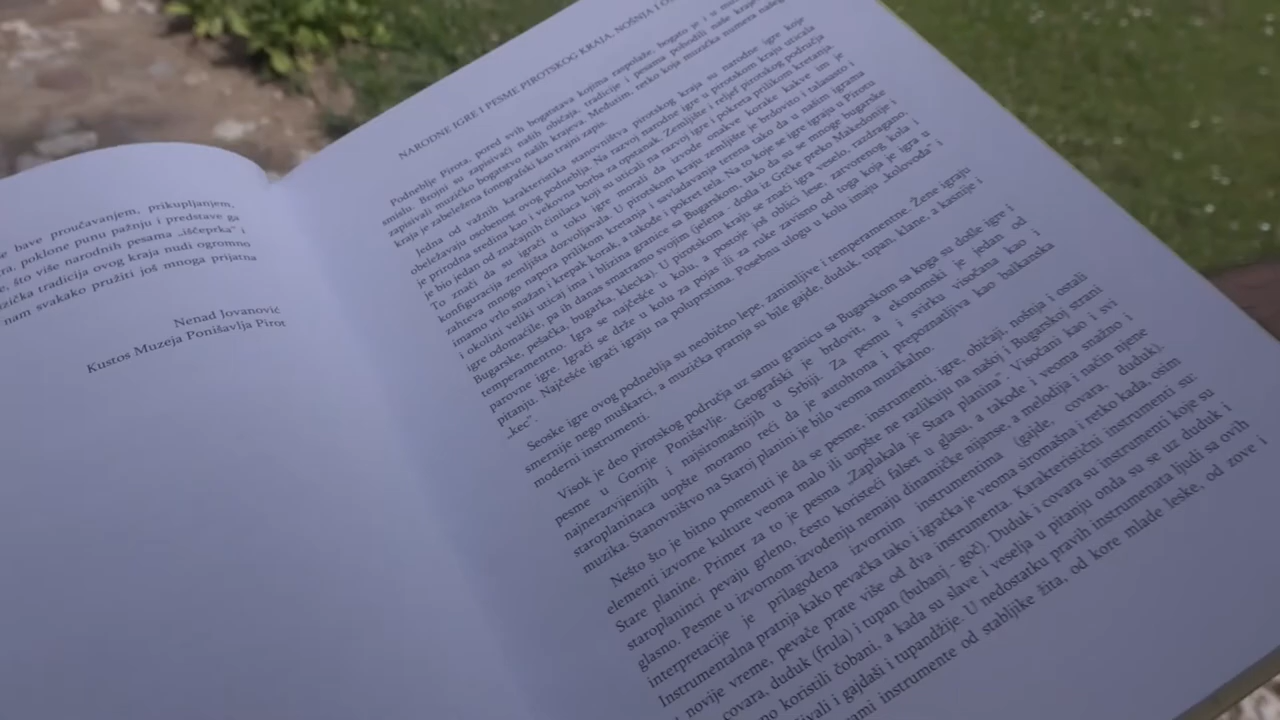 bave proučavanjem, prikupljanjem,
poklone punu pažnju i predstave ga
što više narodnih pesama „iščeprka" i
tradicija ovog kraja nudi ogromno
nam svakako pružiti još mnoga prijatna
Nenad Jovanović
Kustos Muzeja Ponišavlja Pirot
NARODNE IGRE I PESME PIROTSKOG KRAJA, NOŠNJA I
Podneblje Pirota, pored svih bogatstava kojima raspolaže, bogato je i u
smislu. Brojni su zapisivači naših običaja, tradicije i pesama pohodili naše
zapisivali muzičko bogatstvo naših krajeva. Međutim, retko koja muzička numera našeg
kraja je zabeležena fonografski kao trajni zapis.
Jedna od važnih karakteristika stanovništva pirotskog kraja su narodne igre koje
obeležavaju osobenost ovog podneblja. Na razvoj narodne igre u pirotskom kraju uticala
je prirodna sredina kao i vekovna borba za opstanak. Zemljište i reljef pirotskog područja
je bio jedan od značajnih činilaca koji su uticali na razvoj igre i pokreta prilikom kretanja.
To znači da su igrači u toku igre morali da izvode onakve korake kakve im je
konfiguracija zemljišta dozvoljavala. U pirotskom kraju zemljište je brdovito i talasasto i
zahteva mnogo napora prilikom kretanja i savladavanja terena tako da u našim igrama
imamo vrlo snažan i krepak korak, a takođe i pokret tela. Na to koje se igre igraju u Pirotu
i okolini veliki uticaj ima i blizina granice sa Bugarskom, tako da su se mnoge bugarske
igre odomaćile, pa ih danas smatramo svojim (jelena - došla iz Grčke preko Makedonije i
Bugarske, pešačka, bugarka, klecka). U pirotskom kraju se znači igra veselo, razdragano,
temperamentno. Igra se najčešće u kolu, a postoje još oblici lese, zatvorenog kola i
parovne igre. Igrači se drže u kolu za pojas ili za ruke zavisno od toga koja je igra u
pitanju. Najčešće igrači igraju na poluprstima. Posebnu ulogu u kolu imaju „kolovođa" i
„kec".
Seoske igre ovog podneblja su neobično lepe, zanimljive i temperamentne. Žene igraju
smernije nego muškarci, a muzička pratnja su bile gajde, duduk, tupan, klane, a kasnije i
moderni instrumenti.
Visok je deo pirotskog područja uz samu granicu sa Bugarskom sa koga su došle igre i
pesme u Gornje Ponišavlje. Geografski je brdovit, a ekonomski je jedan od
najnerazvijenijih i najsiromašnijih u Srbiji. Za pesmu i svirku visočana kao i
staroplaninaca uopšte moramo reći da je autohtona i prepoznatljiva kao balkanska
muzika. Stanovništvo na Staroj planini je bilo veoma muzikalno.
Nešto što je bitno pomenuti je da se pesme, instrumenti, igre, običaji, nošnja i ostali
elementi izvorne kulture veoma malo ili uopšte ne razlikuju na našoj i Bugarskoj strani
Stare planine. Primer za to je pesma „Zaplakala je Stara planina". Visočani kao i svi
staroplaninci pevaju grleno, često koristeći falset u glasu, a takođe i veoma snažno i
glasno. Pesme u izvornom izvođenju nemaju dinamičke nijanse, a melodija i način njene
interpretacije je prilagođena izvornim instrumentima (gajde, covara, duduk).
Instrumentalna pratnja kako pevačka tako i igračka je veoma siromašna i retko kada, osim
novije vreme, pevače prate više od dva instrumenta. Karakteristični instrumenti su:
covara, duduk (frula) i tupan (bubanj - goč). Duduk i covara su instrumenti koje su
koristili čobani, a kada su slave i veselja u pitanju onda su se uz duduk i
i gajdaši i tupandžije. U nedostatku pravih instrumenata ljudi sa ovih
instrumente od stabljike žita, od kore mlade leske, od zove i